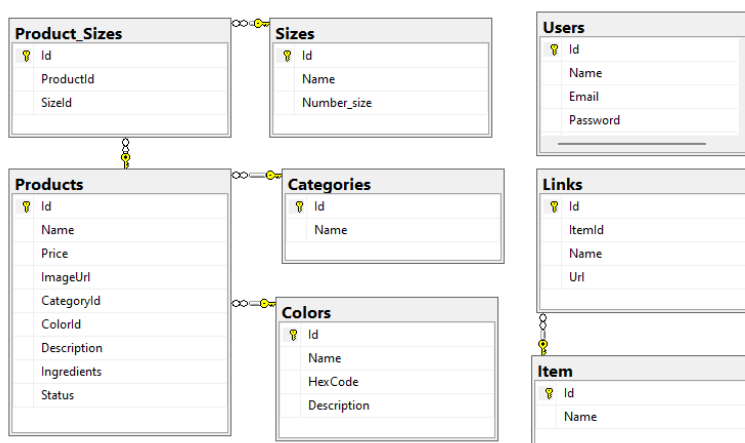 Product_Sizes
Id
ProductId
SizeId
Sizes
Id
Name
Number_size
Users
Id
Name
Email
Password
Products
Id
Name
Price
ImageUrl
CategoryId
ColorId
Description
Ingredients
Status
Categories
Id
Name
Links
Id
ItemId
Name
Url
Colors
Id
Name
HexCode
Description
Item
Id
Name